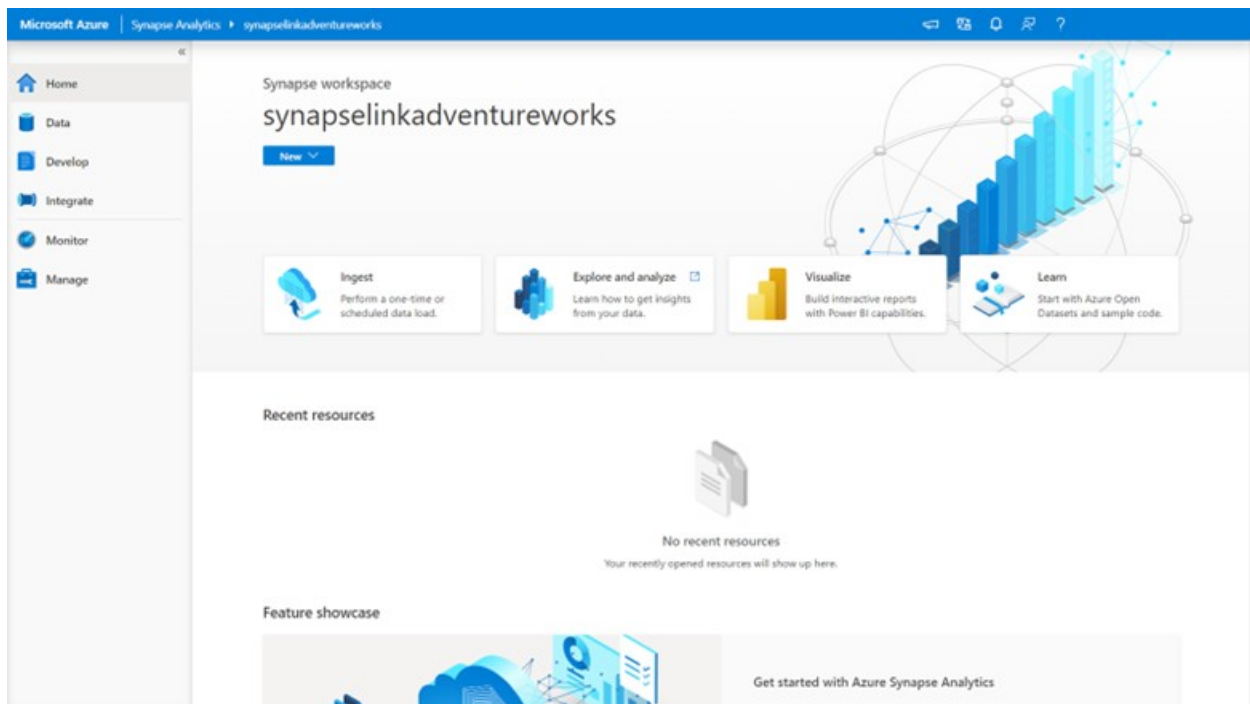 Microsoft Azure | Synapse Analytics ▸ synapselinkadventureworks
?
«
Home
Data
Develop
Integrate
Monitor
Manage
Synapse workspace
synapselinkadventureworks
New
Ingest
Perform a one-time or
scheduled data load.
Explore and analyze
Learn how to get insights
from your data.
Visualize
Build interactive reports
with Power BI capabilities.
Learn
Start with Azure Open
Datasets and sample code.
Recent resources
No recent resources
Your recently opened resources will show up here.
Feature showcase
Get started with Azure Synapse Analytics